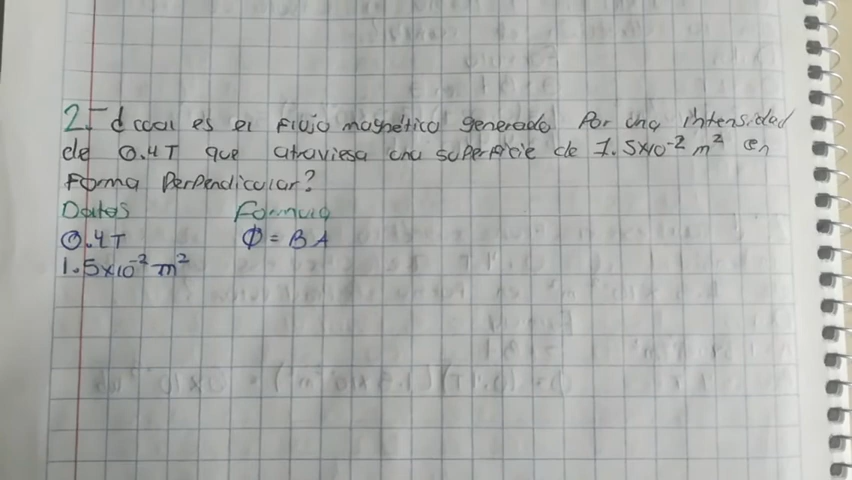 2.- ¿cual es el flujo magnético generado Por una intensidad
de 0.4T que atraviesa una superficie de 1.5x10⁻² m² en
forma Perpendicular?
Datos Formula
0.4T Φ = B A
1.5x10⁻² m²